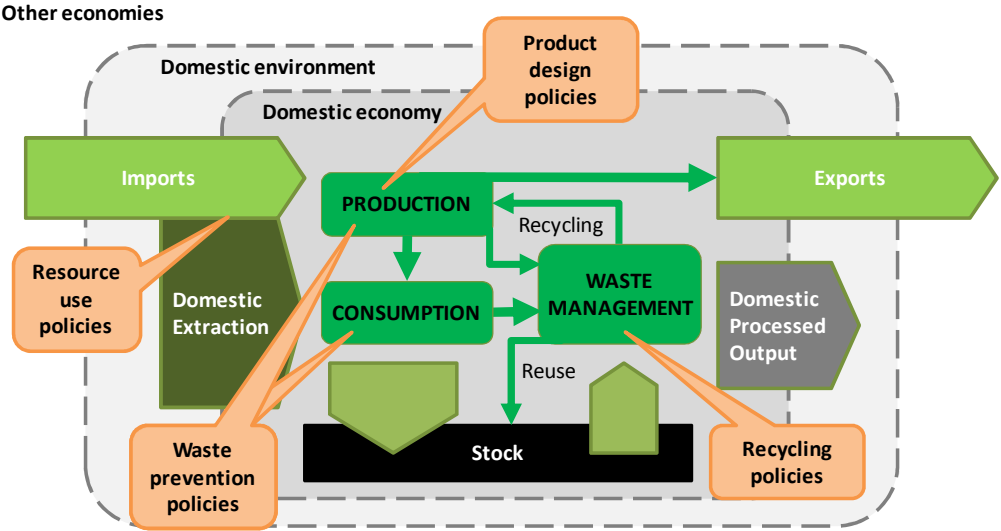 Other economies
Domestic environment
Product
design
policies
Domestic economy
Imports
Exports
PRODUCTION
Recycling
Resource
use
policies
Domestic
Extraction
CONSUMPTION
WASTE
MANAGEMENT
Domestic
Processed
Output
Reuse
Waste
prevention
policies
Stock
Recycling
policies